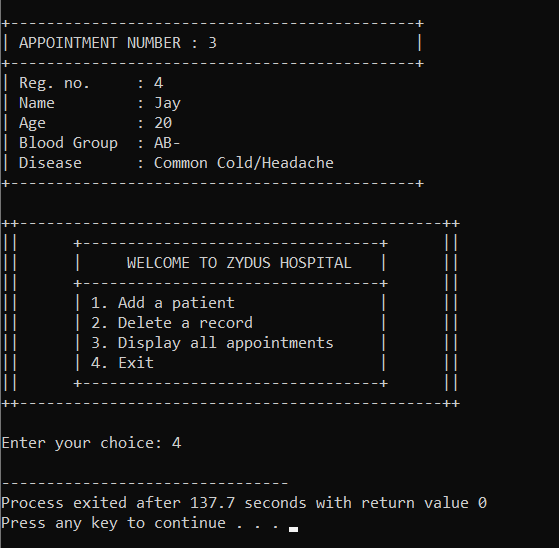 +---------------------------------------------+
| APPOINTMENT NUMBER : 3                      |
+---------------------------------------------+
| Reg. no.     : 4
| Name         : Jay
| Age          : 20
| Blood Group  : AB-
| Disease      : Common Cold/Headache
+---------------------------------------------+
++-----------------------------------------------++
||      +---------------------------------+      ||
||      |     WELCOME TO ZYDUS HOSPITAL   |      ||
||      +---------------------------------+      ||
||      | 1. Add a patient                |      ||
||      | 2. Delete a record              |      ||
||      | 3. Display all appointments     |      ||
||      | 4. Exit                         |      ||
||      +---------------------------------+      ||
++-----------------------------------------------++
Enter your choice: 4
--------------------------------
Process exited after 137.7 seconds with return value 0
Press any key to continue . . .